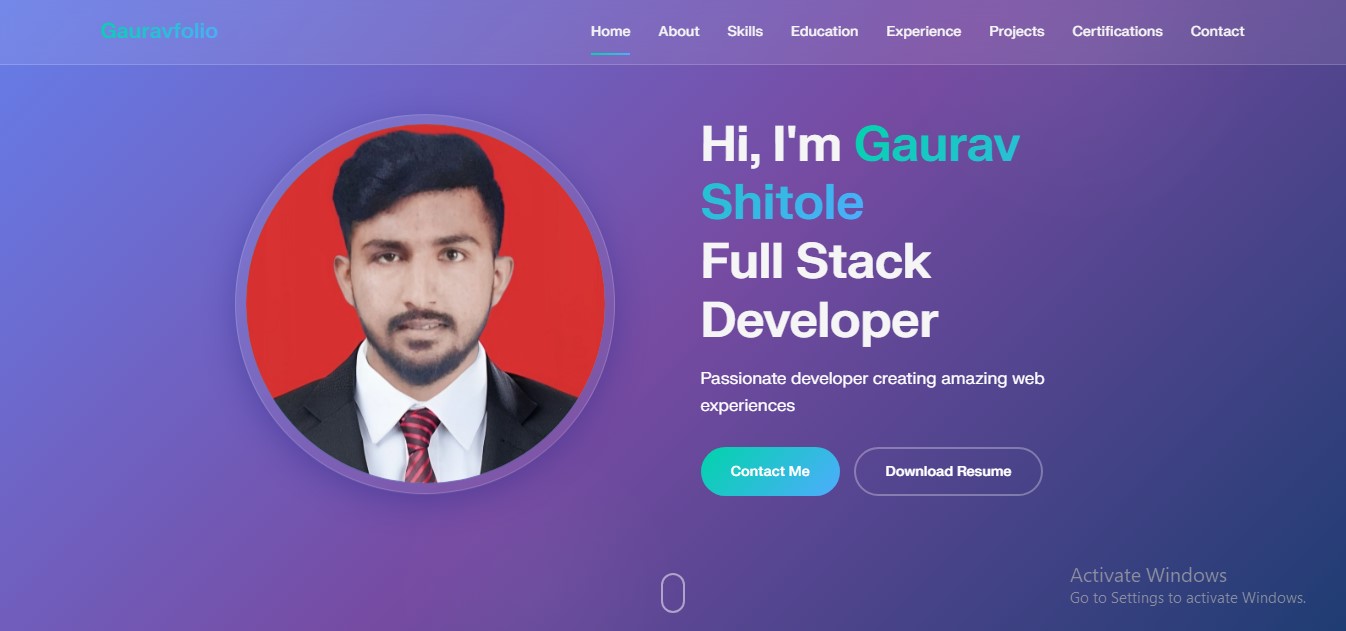 Gauravfolio
Home About Skills Education Experience Projects Certifications Contact
Hi, I'm Gaurav
Shitole
Full Stack
Developer
Passionate developer creating amazing web
experiences
Contact Me Download Resume
Activate Windows
Go to Settings to activate Windows.